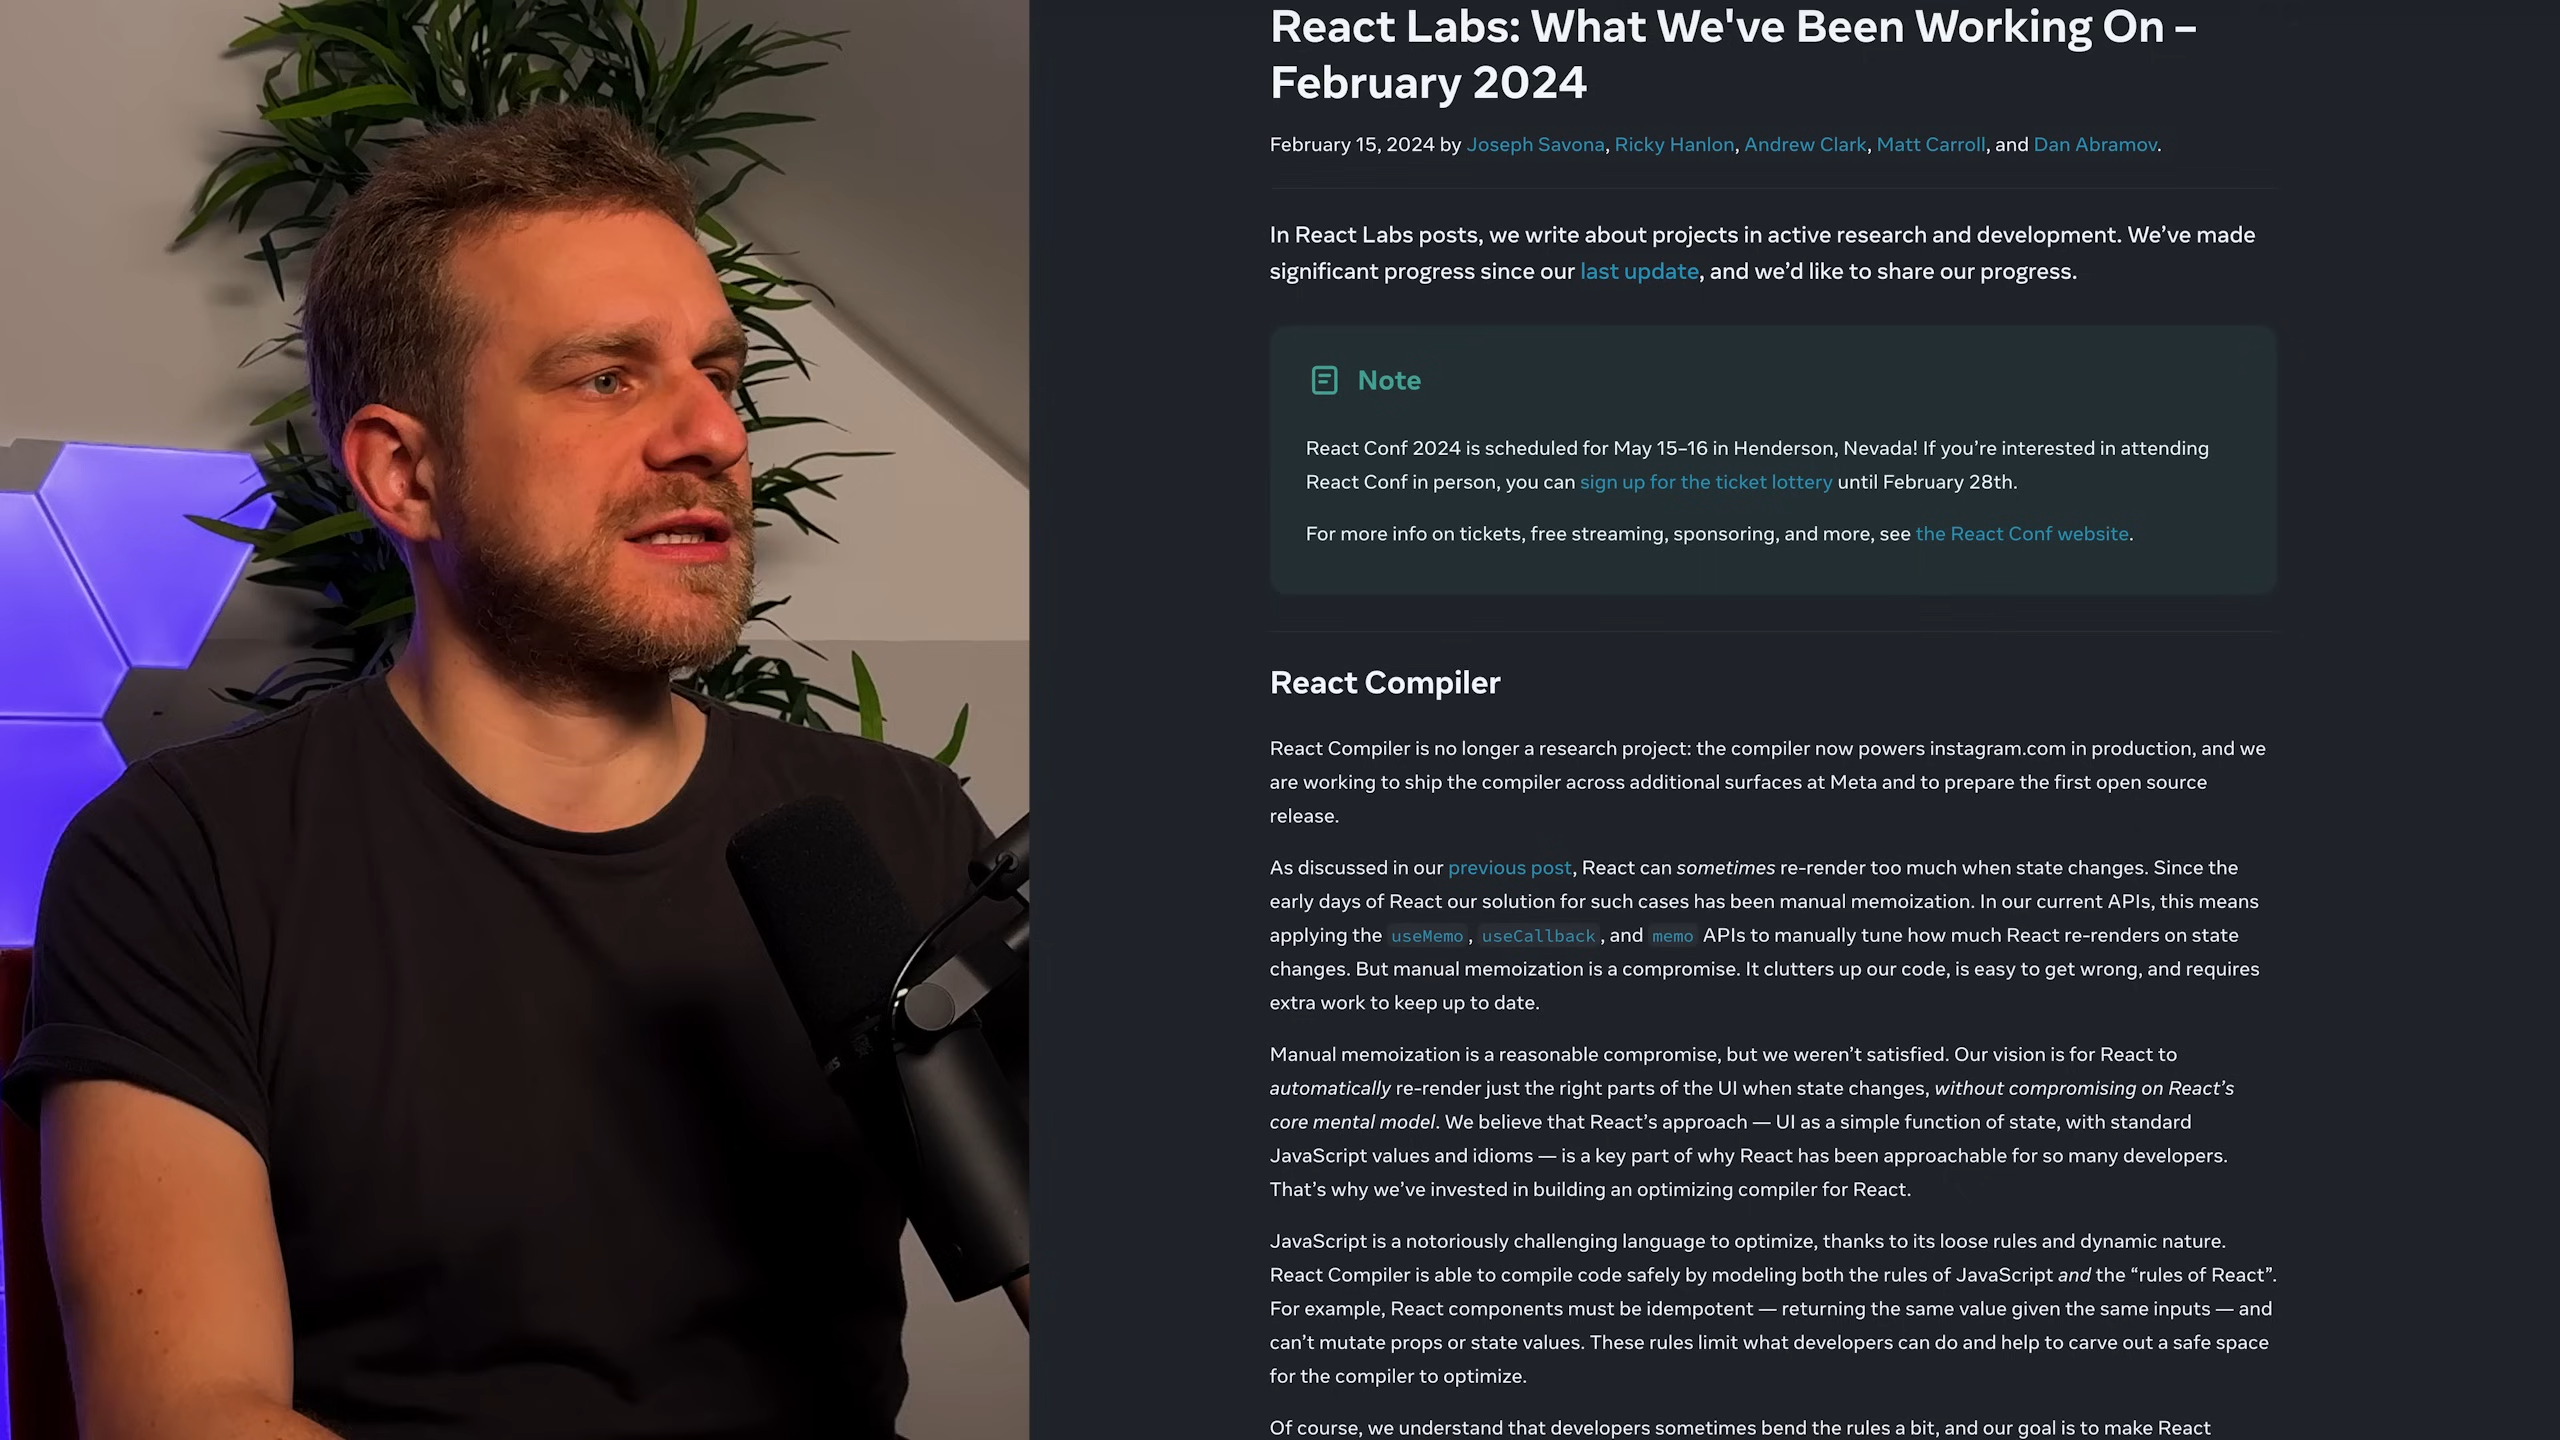 React Labs: What We've Been Working On –
February 2024
February 15, 2024 by Joseph Savona, Ricky Hanlon, Andrew Clark, Matt Carroll, and Dan Abramov.
In React Labs posts, we write about projects in active research and development. We’ve made
significant progress since our last update, and we’d like to share our progress.
Note
React Conf 2024 is scheduled for May 15–16 in Henderson, Nevada! If you’re interested in attending
React Conf in person, you can sign up for the ticket lottery until February 28th.
For more info on tickets, free streaming, sponsoring, and more, see the React Conf website.
React Compiler
React Compiler is no longer a research project: the compiler now powers instagram.com in production, and we
are working to ship the compiler across additional surfaces at Meta and to prepare the first open source
release.
As discussed in our previous post, React can sometimes re-render too much when state changes. Since the
early days of React our solution for such cases has been manual memoization. In our current APIs, this means
applying the useMemo, useCallback, and memo APIs to manually tune how much React re-renders on state
changes. But manual memoization is a compromise. It clutters up our code, is easy to get wrong, and requires
extra work to keep up to date.
Manual memoization is a reasonable compromise, but we weren’t satisfied. Our vision is for React to
automatically re-render just the right parts of the UI when state changes, without compromising on React’s
core mental model. We believe that React’s approach — UI as a simple function of state, with standard
JavaScript values and idioms — is a key part of why React has been approachable for so many developers.
That’s why we’ve invested in building an optimizing compiler for React.
JavaScript is a notoriously challenging language to optimize, thanks to its loose rules and dynamic nature.
React Compiler is able to compile code safely by modeling both the rules of JavaScript and the “rules of React”.
For example, React components must be idempotent — returning the same value given the same inputs — and
can’t mutate props or state values. These rules limit what developers can do and help to carve out a safe space
for the compiler to optimize.
Of course, we understand that developers sometimes bend the rules a bit, and our goal is to make React